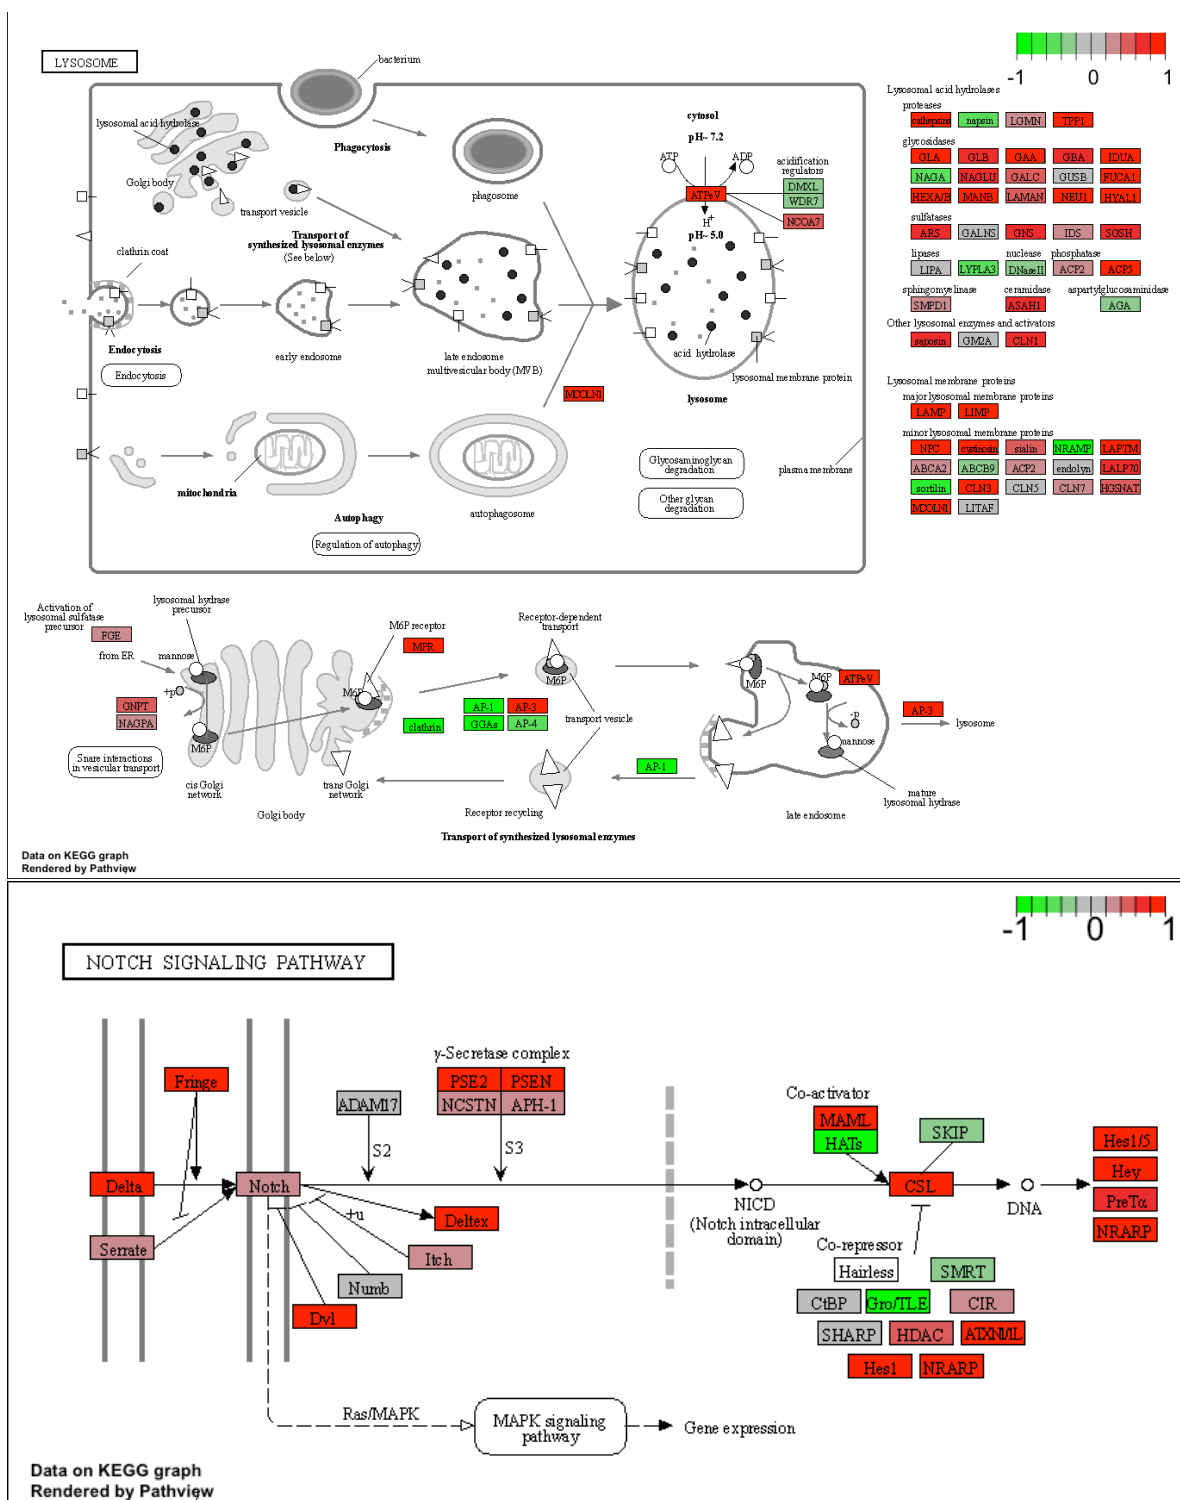 LYSOSOME
bacterium
-1 0 1
lysosomal acid hydrolase
Golgi body
Phagocytosis
phagosome
transport vesicle
Transport of
synthesized lysosomal enzymes
(See below)
clathrin coat
cytosol
pH~ 7.2
ATP
ADP
ATPeV
H+
pH~ 5.0
acidification
regulators
DMXL
WDR7
NCOA7
Endocytosis
Endocytosis
early endosome
late endosome
multivesicular body (MVB)
acid hydrolase
lysosomal membrane protein
lysosome
MCOLN1
mitochondria
Autophagy
Regulation of autophagy
autophagosome
Glycosaminoglycan
degradation
Other glycan
degradation
plasma membrane
Lysosomal acid hydrolases
proteases
cathepsins napsin LGMN TPP1
glycosidases
GLA GLB GAA GBA IDUA
NAGA NAGLU GALC GUSB FUCA1
HEXA/B MANB LAMAN NEU1 HYAL1
sulfatases
ARS GALNS GNS IDS SGSH
lipases nuclease phosphatase
LIPA LYPLA3 DNaseII ACP2 ACP5
sphingomyelinase ceramidase aspartylglucosaminidase
SMPD1 ASAH1 AGA
Other lysosomal enzymes and activators
saposin GM2A CLN1
Lysosomal membrane proteins
major lysosomal membrane proteins
LAMP LIMP
minor lysosomal membrane proteins
NPC cystinosin sialin NRAMP LAPTM
ABCA2 ABCB9 ACP2 endolyn LALP70
sortilin CLN3 CLN5 CLN7 HGSNAT
MCOLN1 LITAF
Activation of
lysosomal sulfatase
precursor
FGE
lysosomal hydrase
precursor
from ER
mannose
+p
GNPT
NAGPA
M6P
Snare interactions
in vesicular transport
cis Golgi
network
Golgi body
trans Golgi
network
M6P
M6P receptor
MPR
clathrin
AP-1 AP-3
GGAs AP-4
Receptor-dependent
transport
M6P
transport vesicle
Receptor recycling
AP-1
M6P
M6P
ATPeV
-p
mannose
AP-3
lysosome
mature
lysosomal hydrase
late endosome
Transport of synthesized lysosomal enzymes
Data on KEGG graph
Rendered by Pathview
-1 0 1
NOTCH SIGNALING PATHWAY
Fringe
Delta
Serrate
Notch
ADAM17
S2
γ-Secretase complex
PSE2 PSEN
NCSTN APH-1
S3
+u
Deltex
Itch
Numb
Dvl
NICD
(Notch intracellular
domain)
Co-activator
MAML
HATs
SKIP
CSL
DNA
Hes1/5
Hey
PreTα
NRARP
Co-repressor
Hairless SMRT
CtBP Gro/TLE CIR
SHARP HDAC ATXN1/1L
Hes1 NRARP
Ras/MAPK
MAPK signaling
pathway
Gene expression
Data on KEGG graph
Rendered by Pathview